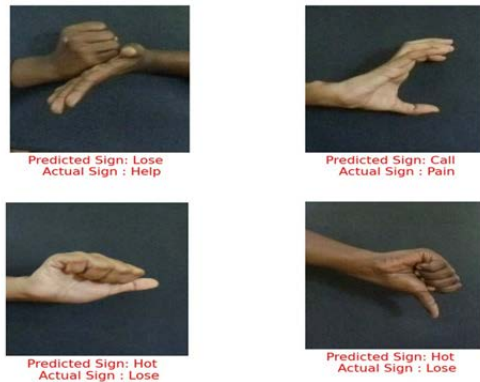 Predicted Sign: Lose
Actual Sign : Help
Predicted Sign: Call
Actual Sign : Pain
Predicted Sign: Hot
Actual Sign : Lose
Predicted Sign: Hot
Actual Sign : Lose